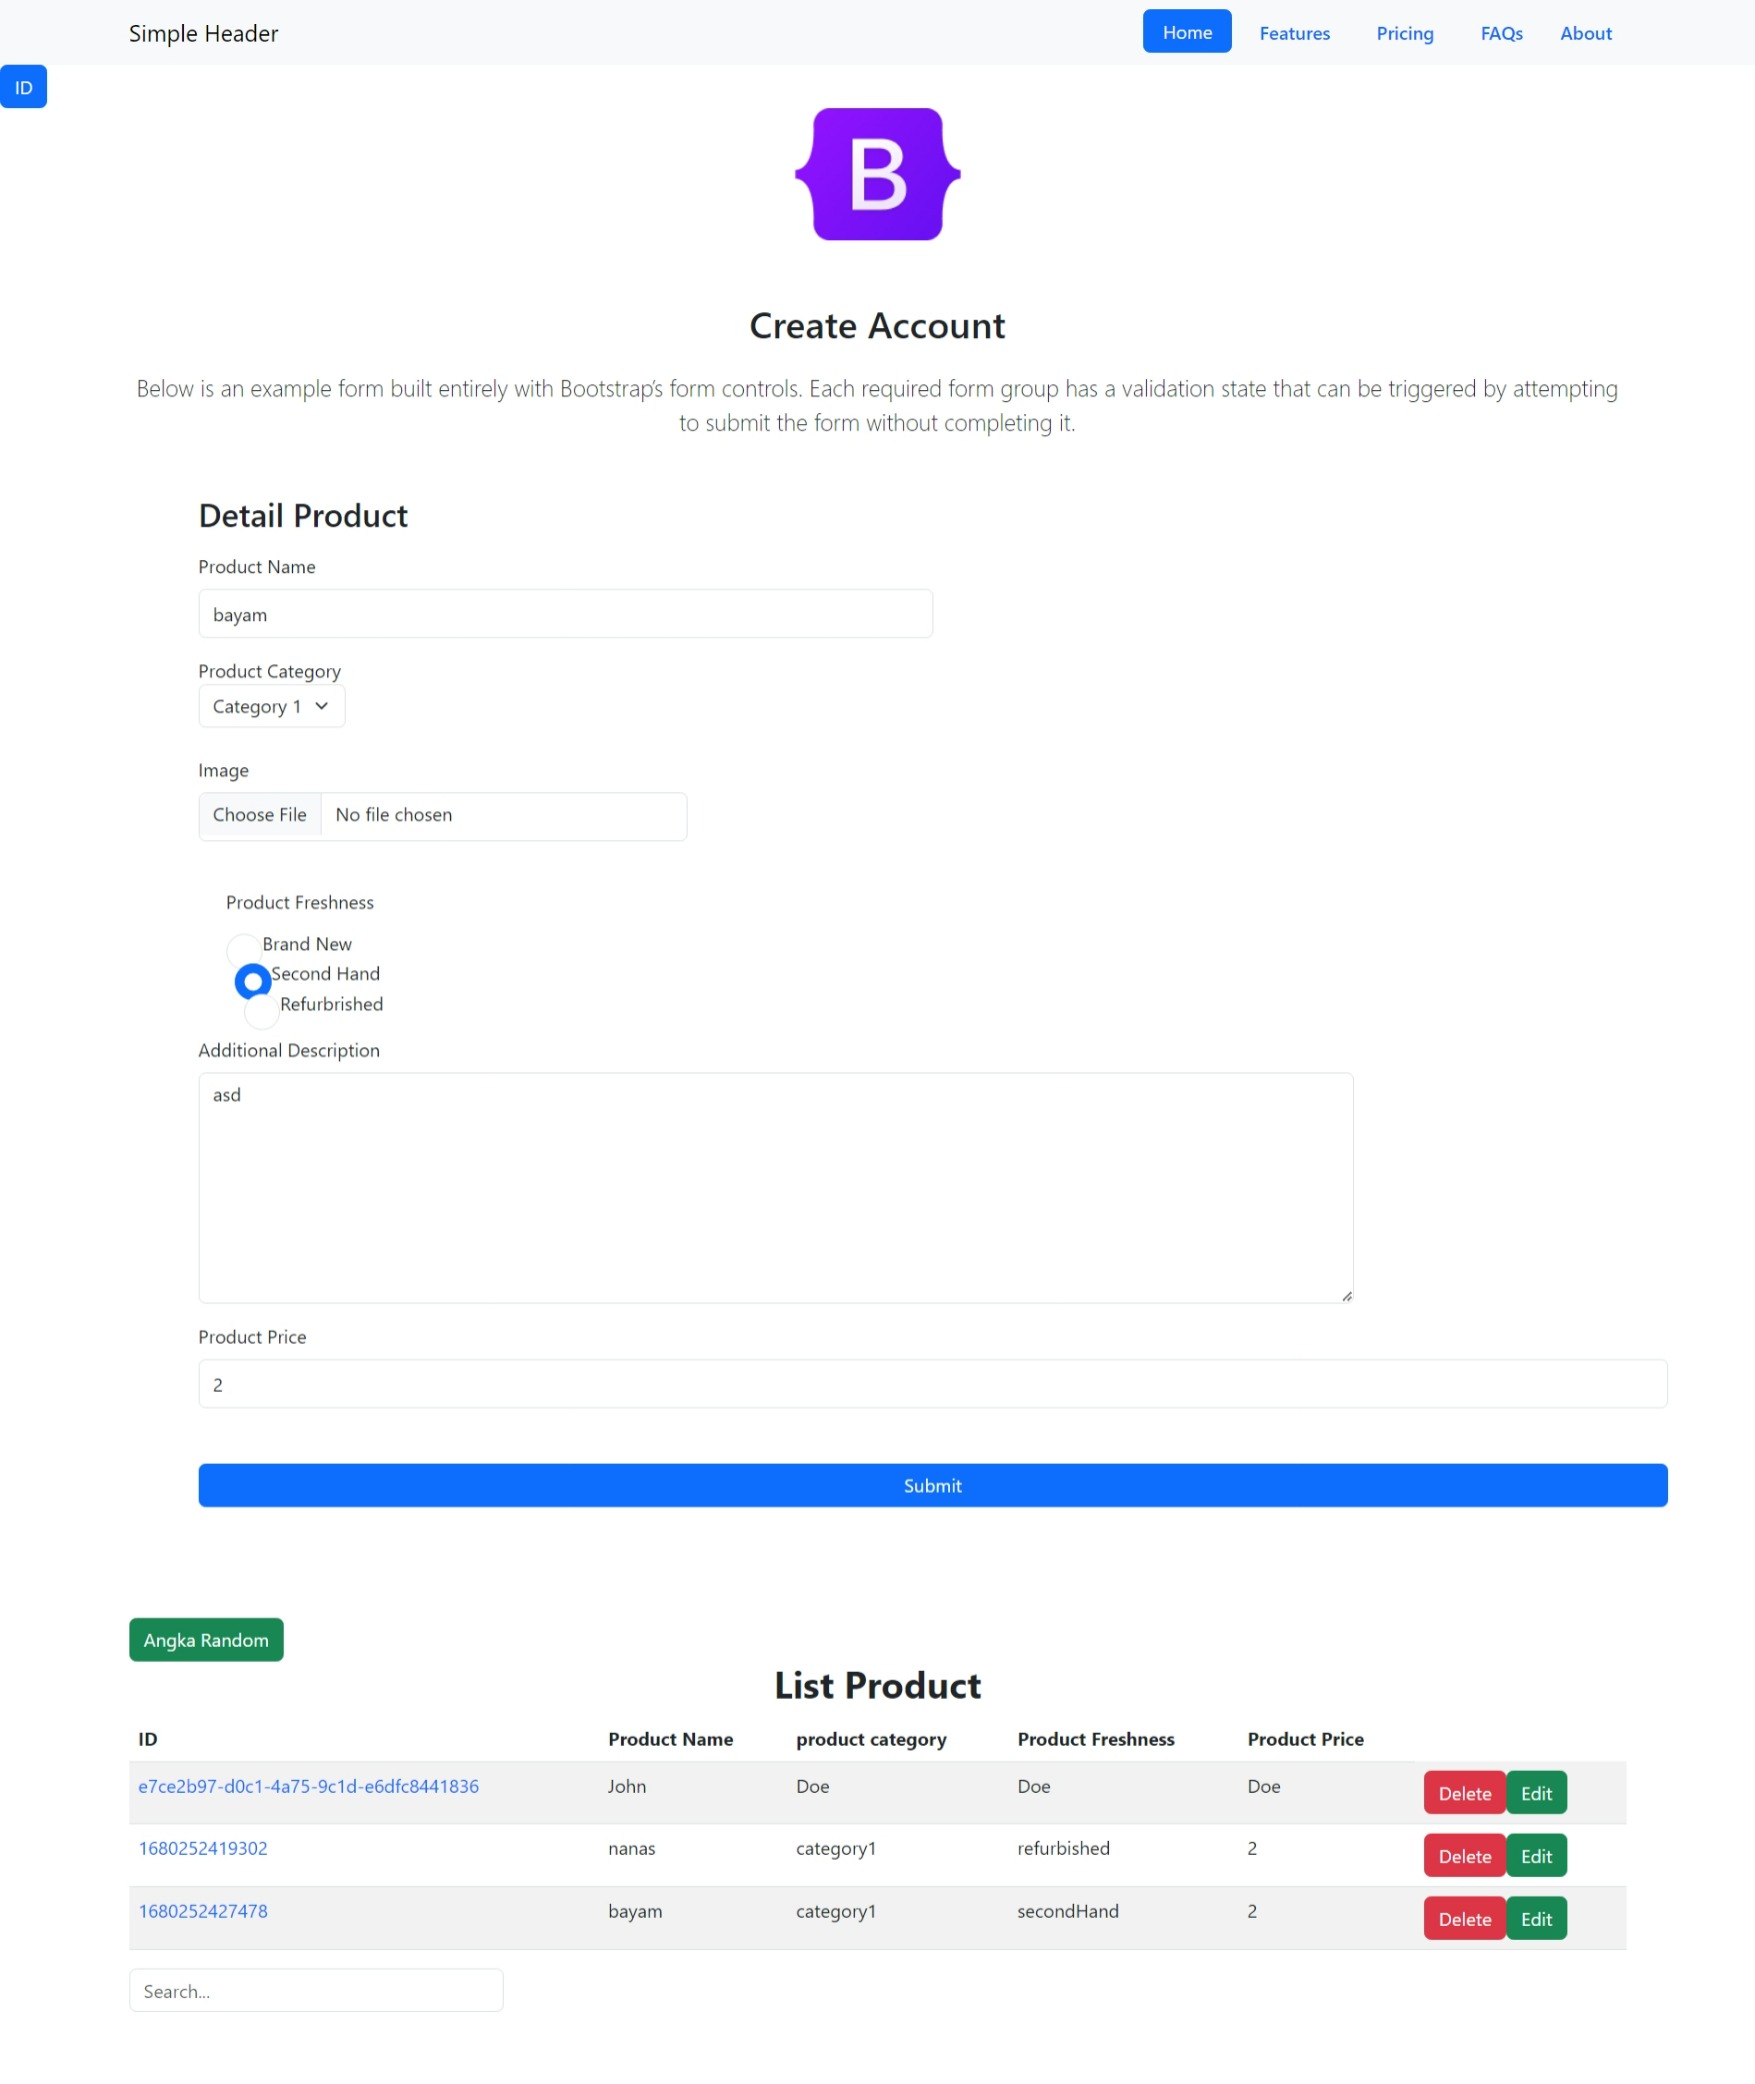 Simple Header
Home Features Pricing FAQs About
ID
B
Create Account
Below is an example form built entirely with Bootstrap’s form controls. Each required form group has a validation state that can be triggered by attempting
to submit the form without completing it.
Detail Product
Product Name
bayam
Product Category
Category 1
Image
Choose File No file chosen
Product Freshness
Brand New
Second Hand
Refurbrished
Additional Description
asd
Product Price
2
Submit
Angka Random
List Product
ID Product Name product category Product Freshness Product Price
e7ce2b97-d0c1-4a75-9c1d-e6dfc8441836 John Doe Doe Doe Delete Edit
1680252419302 nanas category1 refurbished 2 Delete Edit
1680252427478 bayam category1 secondHand 2 Delete Edit
Search...